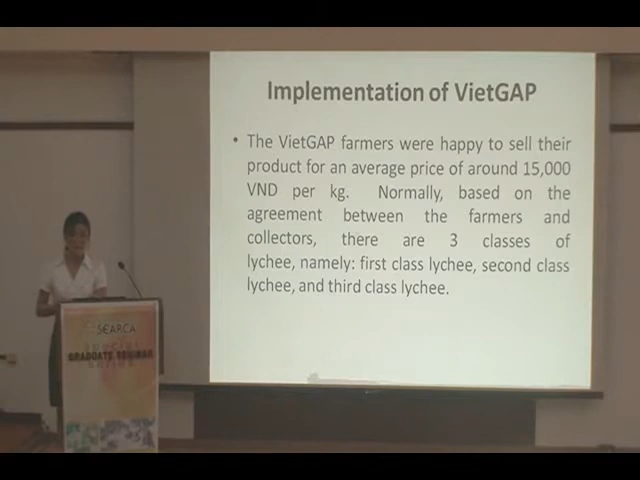 Implementation of VietGAP
• The VietGAP farmers were happy to sell their
product for an average price of around 15,000
VND per kg. Normally, based on the
agreement between the farmers and
collectors, there are 3 classes of
lychee, namely: first class lychee, second class
lychee, and third class lychee.
SEARCA
SPECIAL
GRADUATE SEMINAR
SERIES